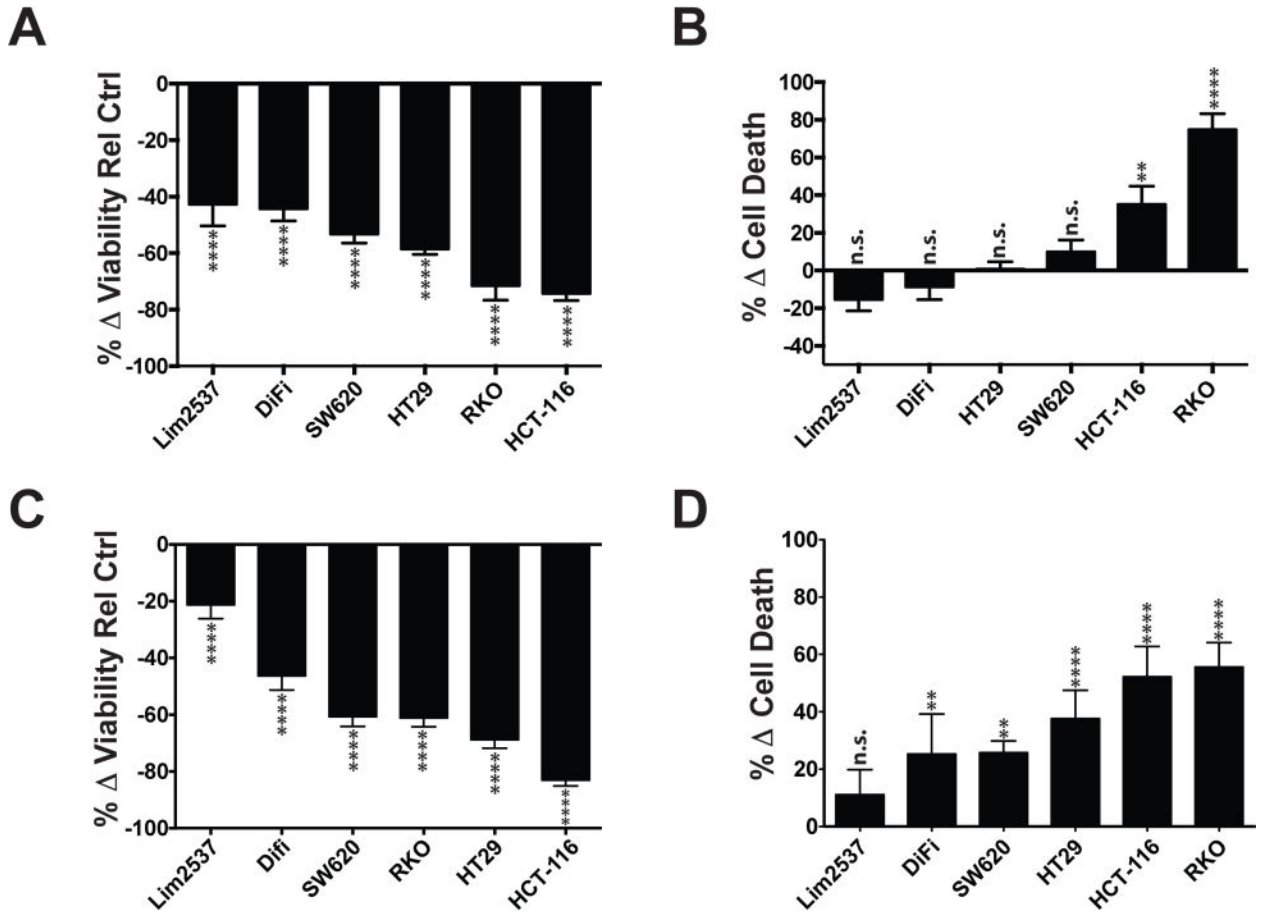 A
% Δ Viability Rel Ctrl
0
-20
-40
-60
-80
-100
****
****
****
****
****
****
Lim2537
DiFi
SW620
HT29
RKO
HCT-116
B
% Δ Cell Death
100
80
60
40
20
0
-20
-40
n.s.
n.s.
n.s.
n.s.
**
****
Lim2537
DiFi
HT29
SW620
HCT-116
RKO
C
% Δ Viability Rel Ctrl
0
-20
-40
-60
-80
-100
****
****
****
****
****
****
Lim2537
Difi
SW620
RKO
HT29
HCT-116
D
% Δ Cell Death
100
80
60
40
20
0
n.s.
**
**
****
****
****
Lim2537
DiFi
SW620
HT29
HCT-116
RKO